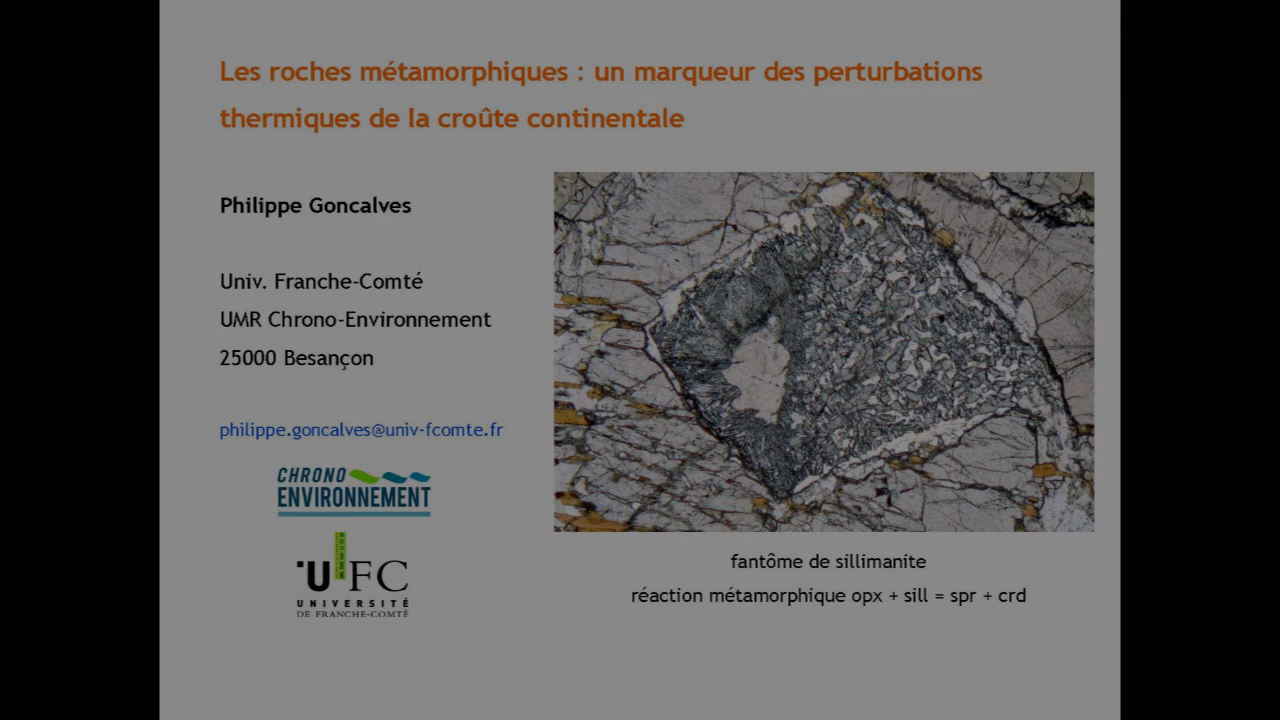 Les roches métamorphiques : un marqueur des perturbations
thermiques de la croûte continentale
Philippe Goncalves
Univ. Franche-Comté
UMR Chrono-Environnement
25000 Besançon
philippe.goncalves@univ-fcomte.fr
CHRONO
ENVIRONNEMENT
UFC
UNIVERSITÉ
DE FRANCHE-COMTÉ
fantôme de sillimanite
réaction métamorphique opx + sill = spr + crd